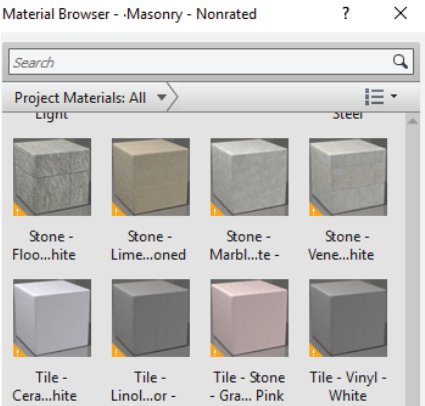 Material Browser - ·Masonry - Nonrated ? ×
Search
Project Materials: All
Light Steel
Stone - Floo...hite
Stone - Lime...oned
Stone - Marbl...te -
Stone - Vene...hite
Tile - Cera...hite
Tile - Linol...or -
Tile - Stone - Gra... Pink
Tile - Vinyl - White